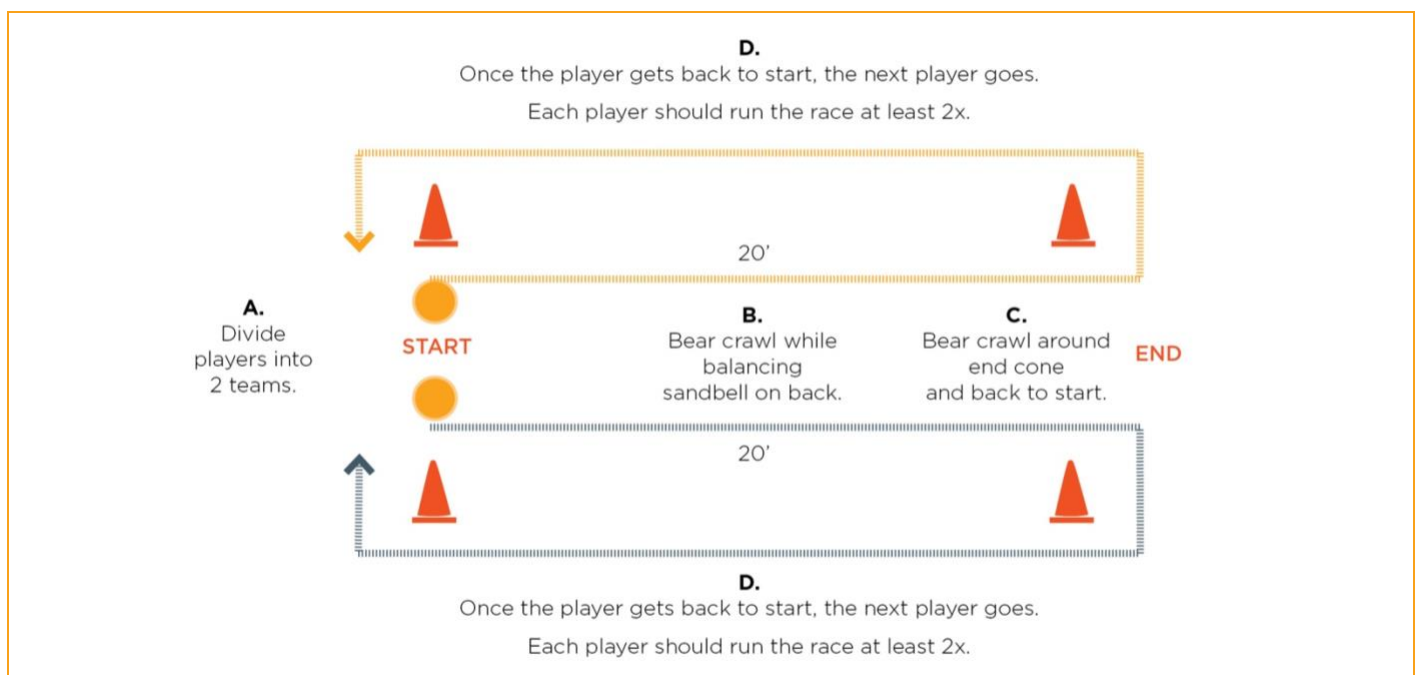 D.
Once the player gets back to start, the next player goes.
Each player should run the race at least 2x.
20'
A.
Divide
players into
2 teams.
START
B.
Bear crawl while
balancing
sandbell on back.
C.
Bear crawl around
end cone
and back to start.
END
20'
D.
Once the player gets back to start, the next player goes.
Each player should run the race at least 2x.